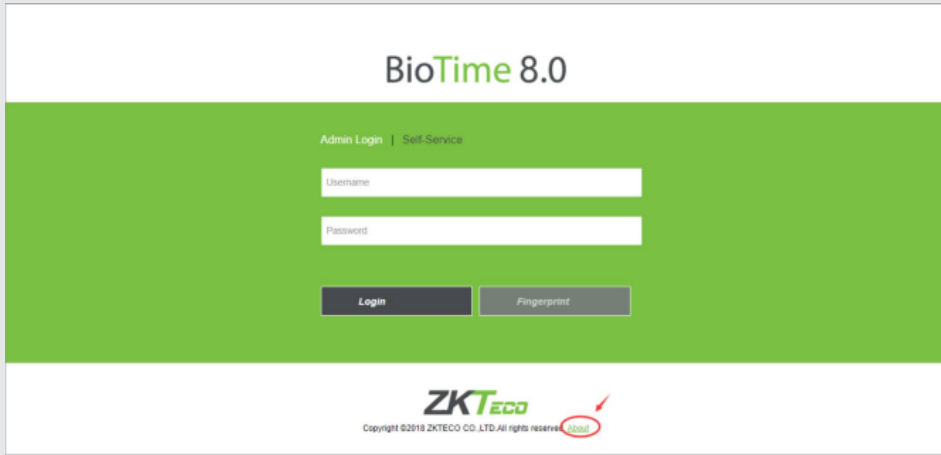 BioTime 8.0
Admin Login | Self-Service
Username
Password
Login Fingerprint
ZKTECO
Copyright ©2018 ZKTECO CO.,LTD.All rights reserved. About